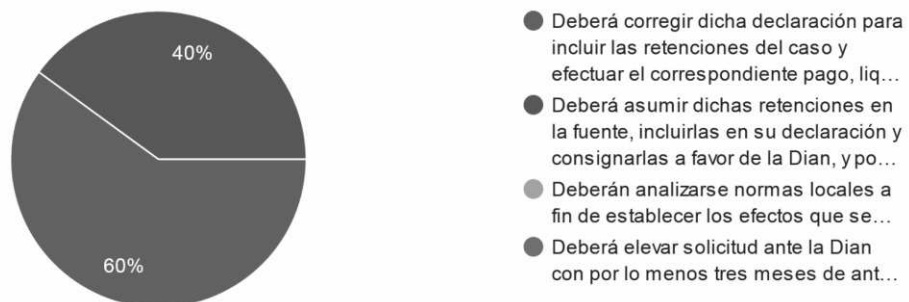 40%
60%
Deberá corregir dicha declaración para
incluir las retenciones del caso y
efectuar el correspondiente pago, liq…
Deberá asumir dichas retenciones en
la fuente, incluirlas en su declaración y
consignarlas a favor de la Dian, y po…
Deberán analizarse normas locales a
fin de establecer los efectos que se…
Deberá elevar solicitud ante la Dian
con por lo menos tres meses de ant…